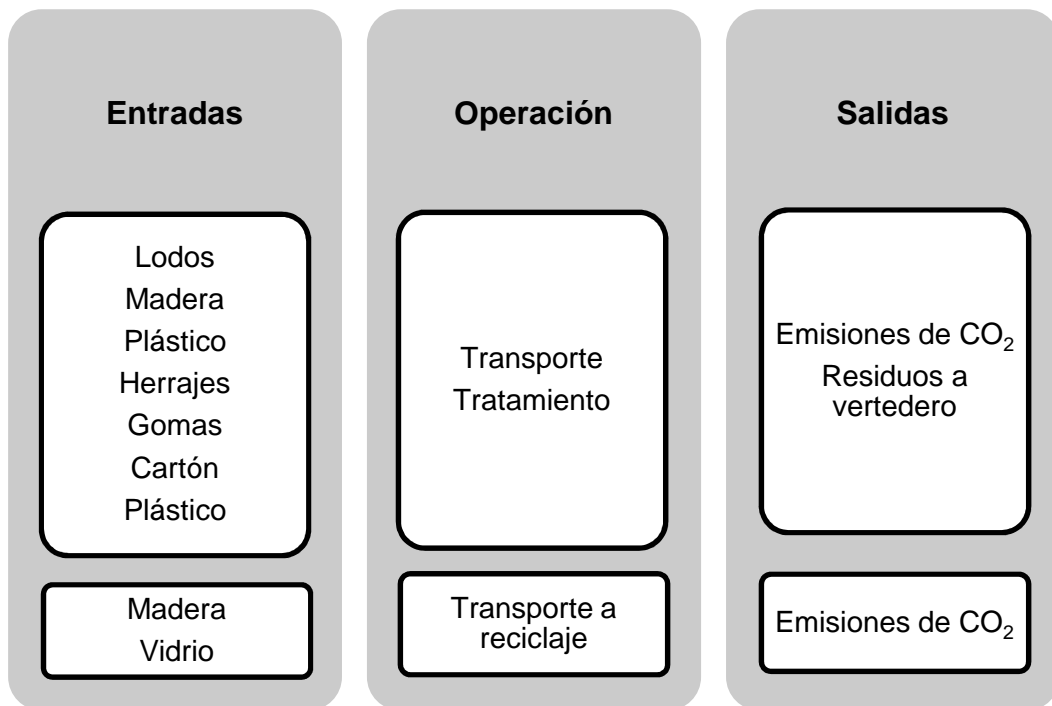 Entradas
Lodos
Madera
Plástico
Herrajes
Gomas
Cartón
Plástico
Madera
Vidrio
Operación
Transporte
Tratamiento
Transporte a
reciclaje
Salidas
Emisiones de CO₂
Residuos a
vertedero
Emisiones de CO₂